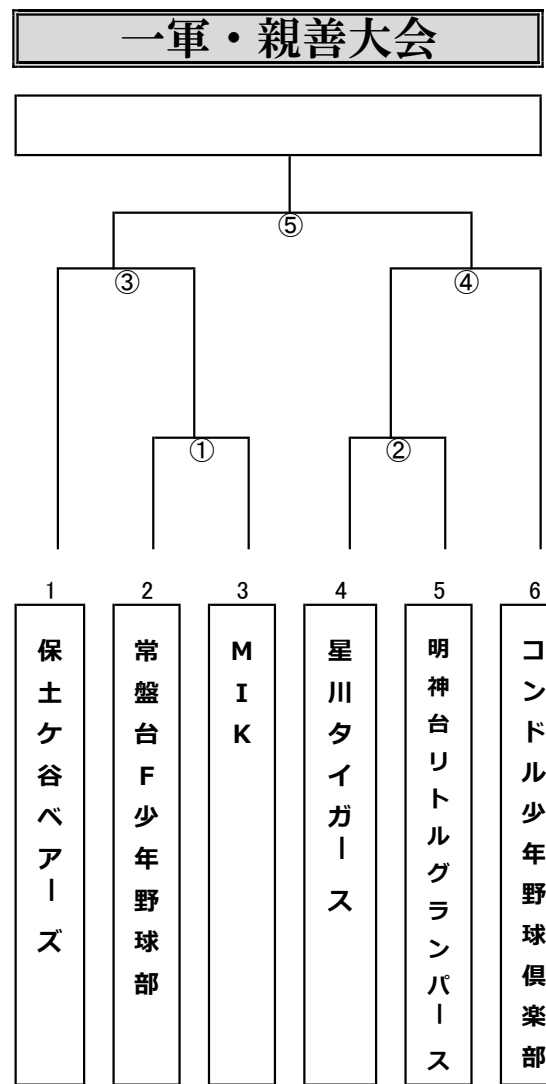 一軍・親善大会
⑤
③
④
①
②
1
2
3
4
5
6
保土ケ谷ベアーズ
常盤台F少年野球部
MIK
星川タイガース
明神台リトルグランパース
コンドル少年野球倶楽部